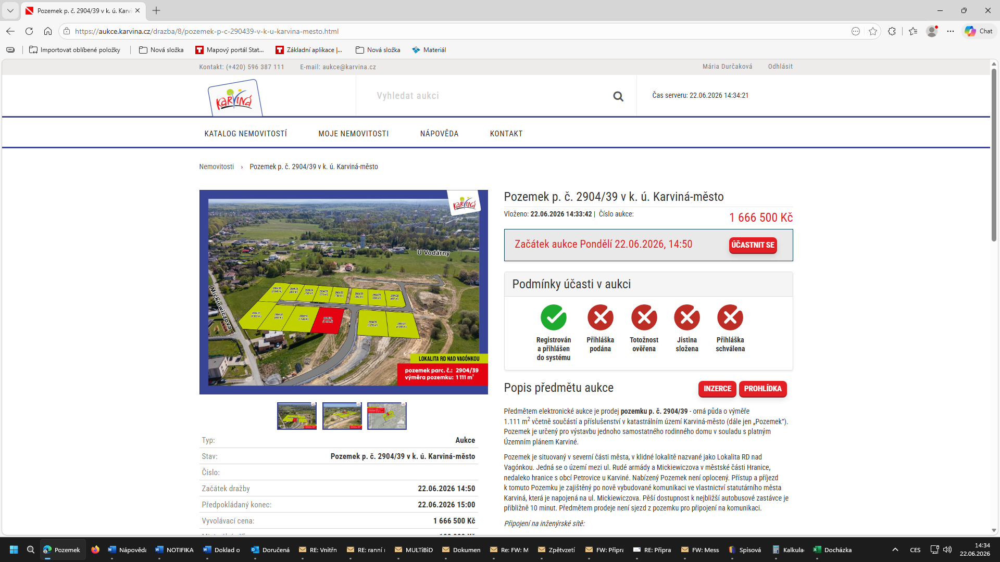 Pozemek p. č. 2904/39 v k. ú. Karvi
https://aukce.karvina.cz/drazba/8/pozemek-p-c-290439-v-k-u-karvina-mesto.html
Chat
Importovat oblíbené položky
Nová složka
Mapový portál Stat...
Základní aplikace |...
Nová složka
Materiál
Kontakt: (+420) 596 387 111
E-mail: aukce@karvina.cz
Mária Durčaková
Odhlásit
Karviná
Vyhledat aukci
Čas serveru: 22.06.2026 14:34:21
KATALOG NEMOVITOSTÍ
MOJE NEMOVITOSTI
NÁPOVĚDA
KONTAKT
Nemovitosti › Pozemek p. č. 2904/39 v k. ú. Karviná-město
Karviná
U Vodárny
Mickiewiczova
LOKALITA RD NAD VAGÓNKOU
pozemek parc. č.: 2904/39
výměra pozemku: 1 111 m²
Typ: Aukce
Stav: Pozemek p. č. 2904/39 v k. ú. Karviná-město
Číslo:
Začátek dražby 22.06.2026 14:50
Předpokládaný konec: 22.06.2026 15:00
Vyvolávací cena: 1 666 500 Kč
Pozemek p. č. 2904/39 v k. ú. Karviná-město
Vloženo: 22.06.2026 14:33:42 | Číslo aukce:
1 666 500 Kč
Začátek aukce Pondělí 22.06.2026, 14:50
ÚČASTNIT SE
Podmínky účasti v aukci
Registrován
a přihlášen
do systému
Přihláška
podána
Totožnost
ověřena
Jistina
složena
Přihláška
schválena
Popis předmětu aukce
INZERCE
PROHLÍDKA
Předmětem elektronické aukce je prodej pozemku p. č. 2904/39 - orná půda o výměře
1.111 m² včetně součástí a příslušenství v katastrálním území Karviná-město (dále jen „Pozemek“).
Pozemek je určený pro výstavbu jednoho samostatného rodinného domu v souladu s platným
Územním plánem Karviné.
Pozemek je situovaný v severní části města, v klidné lokalitě nazvané jako Lokalita RD nad
Vagónkou. Jedná se o území mezi ul. Rudé armády a Mickiewiczova v městské části Hranice,
nedaleko hranice s obcí Petrovice u Karviné. Nabízený Pozemek není oplocený. Přístup a příjezd
k tomuto Pozemku je zajištěný po nově vybudované komunikaci ve vlastnictví statutárního města
Karviná, která je napojená na ul. Mickiewiczova. Pěší dostupnost k nejbližší autobusové zastávce je
přibližně 10 minut. Předmětem prodeje není sjezd z pozemku pro připojení na komunikaci.
Připojení na inženýrské sítě:
Pozemek
Nápověda
NOTIFIKA
Doklad o
Doručená
RE: Vnitřn
RE: ranní
MULTiBiD
Dokumen
Re: FW: M
Zpětvzetí
FW: Připra
RE: Připra
FW: Mess
Spisová
Kalkula
Docházka
CES
14:34
22.06.2026